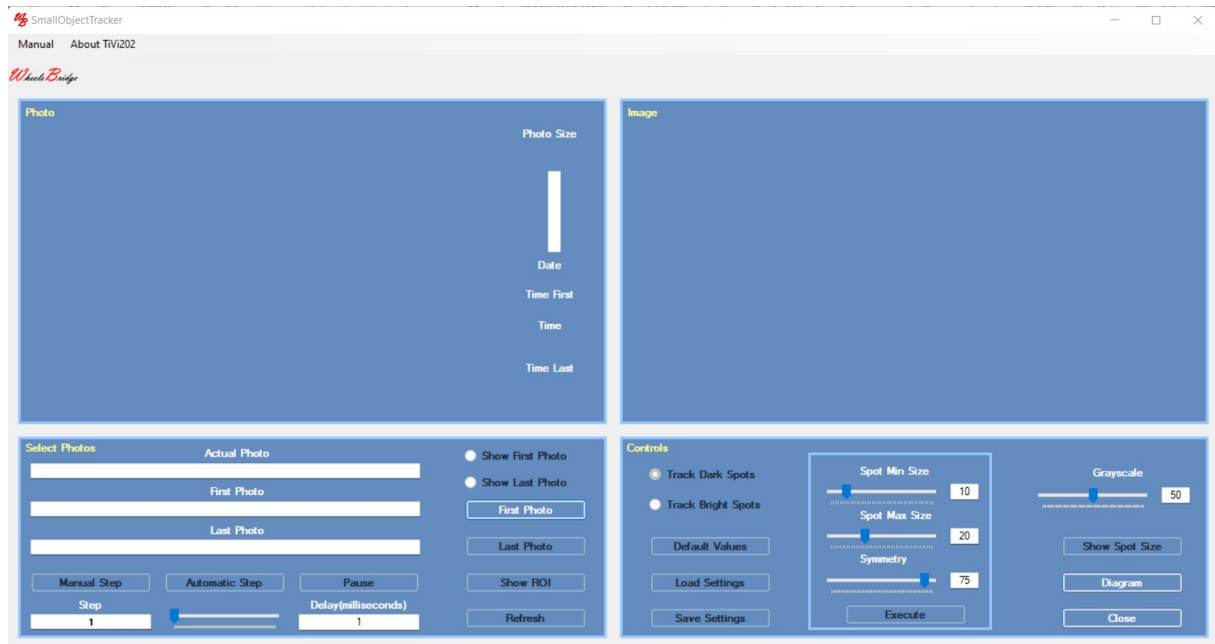 SmallObjectTracker
Manual About TiVi202
WheelsBridge
Photo
Photo Size
Date
Time First
Time
Time Last
Image
Select Photos
Actual Photo
First Photo
Last Photo
Show First Photo
Show Last Photo
First Photo
Last Photo
Show ROI
Refresh
Manual Step Automatic Step Pause
Step
1
Delay(milliseconds)
1
Controls
Track Dark Spots
Track Bright Spots
Default Values
Load Settings
Save Settings
Spot Min Size
10
Spot Max Size
20
Symmetry
75
Execute
Grayscale
50
Show Spot Size
Diagram
Close